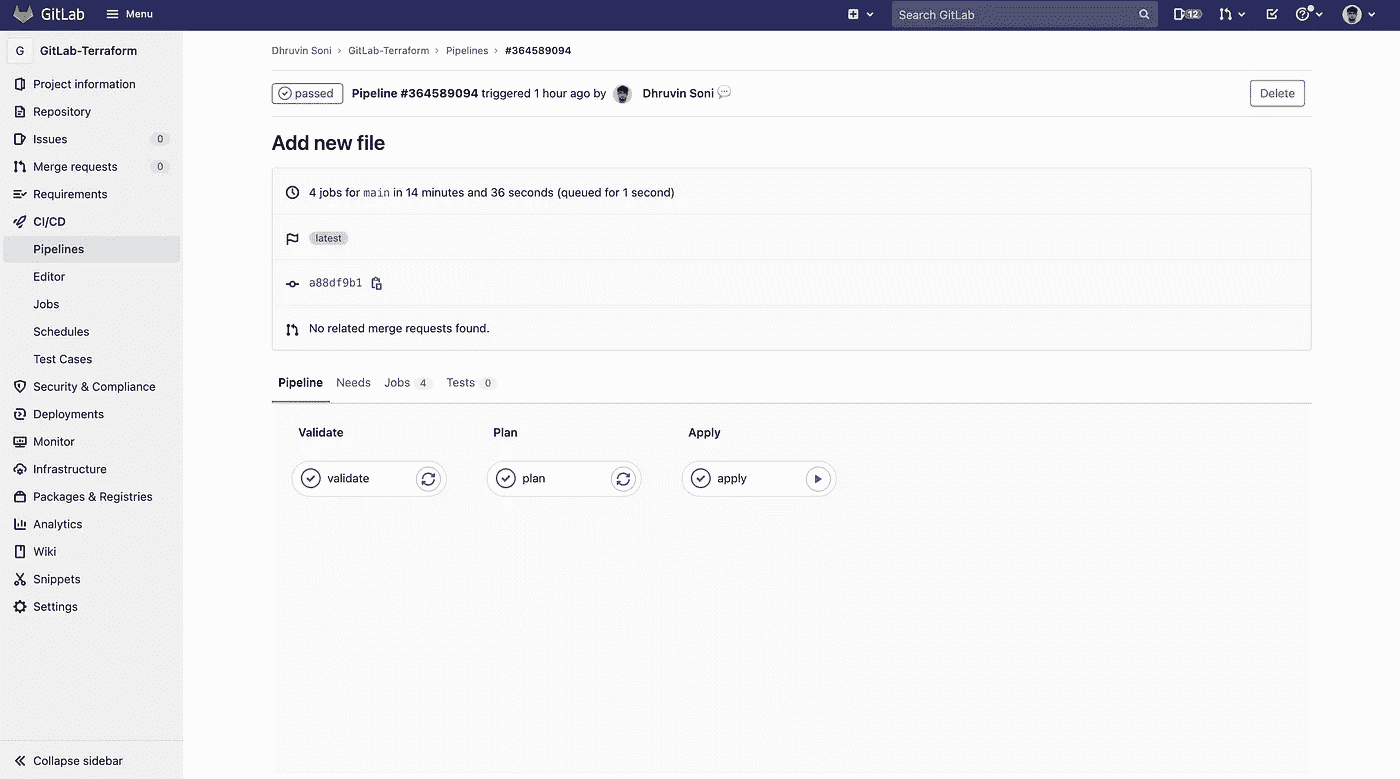 GitLab Menu Search GitLab 12
G GitLab-Terraform
Project information
Repository
Issues 0
Merge requests 0
Requirements
CI/CD
Pipelines
Editor
Jobs
Schedules
Test Cases
Security & Compliance
Deployments
Monitor
Infrastructure
Packages & Registries
Analytics
Wiki
Snippets
Settings
Collapse sidebar
Dhruvin Soni › GitLab-Terraform › Pipelines › #364589094
passed Pipeline #364589094 triggered 1 hour ago by Dhruvin Soni Delete
Add new file
4 jobs for main in 14 minutes and 36 seconds (queued for 1 second)
latest
a88df9b1
No related merge requests found.
Pipeline Needs Jobs 4 Tests 0
Validate Plan Apply
validate plan apply